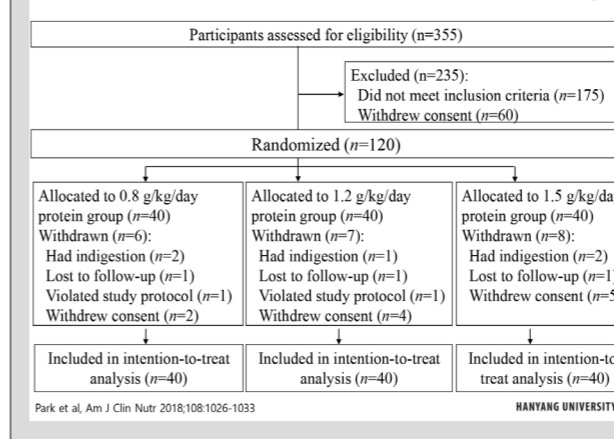 Participants assessed for eligibility (n=355)
Excluded (n=235):
Did not meet inclusion criteria (n=175)
Withdrew consent (n=60)
Randomized (n=120)
Allocated to 0.8 g/kg/day
protein group (n=40)
Withdrawn (n=6):
Had indigestion (n=2)
Lost to follow-up (n=1)
Violated study protocol (n=1)
Withdrew consent (n=2)
Allocated to 1.2 g/kg/day
protein group (n=40)
Withdrawn (n=7):
Had indigestion (n=1)
Lost to follow-up (n=1)
Violated study protocol (n=1)
Withdrew consent (n=4)
Allocated to 1.5 g/kg/da
protein group (n=40)
Withdrawn (n=8):
Had indigestion (n=2)
Lost to follow-up (n=1
Withdrew consent (n=5
Included in intention-to-treat
analysis (n=40)
Included in intention-to-treat
analysis (n=40)
Included in intention-to
treat analysis (n=40)
Park et al, Am J Clin Nutr 2018;108:1026-1033
HANYANG UNIVERSITY